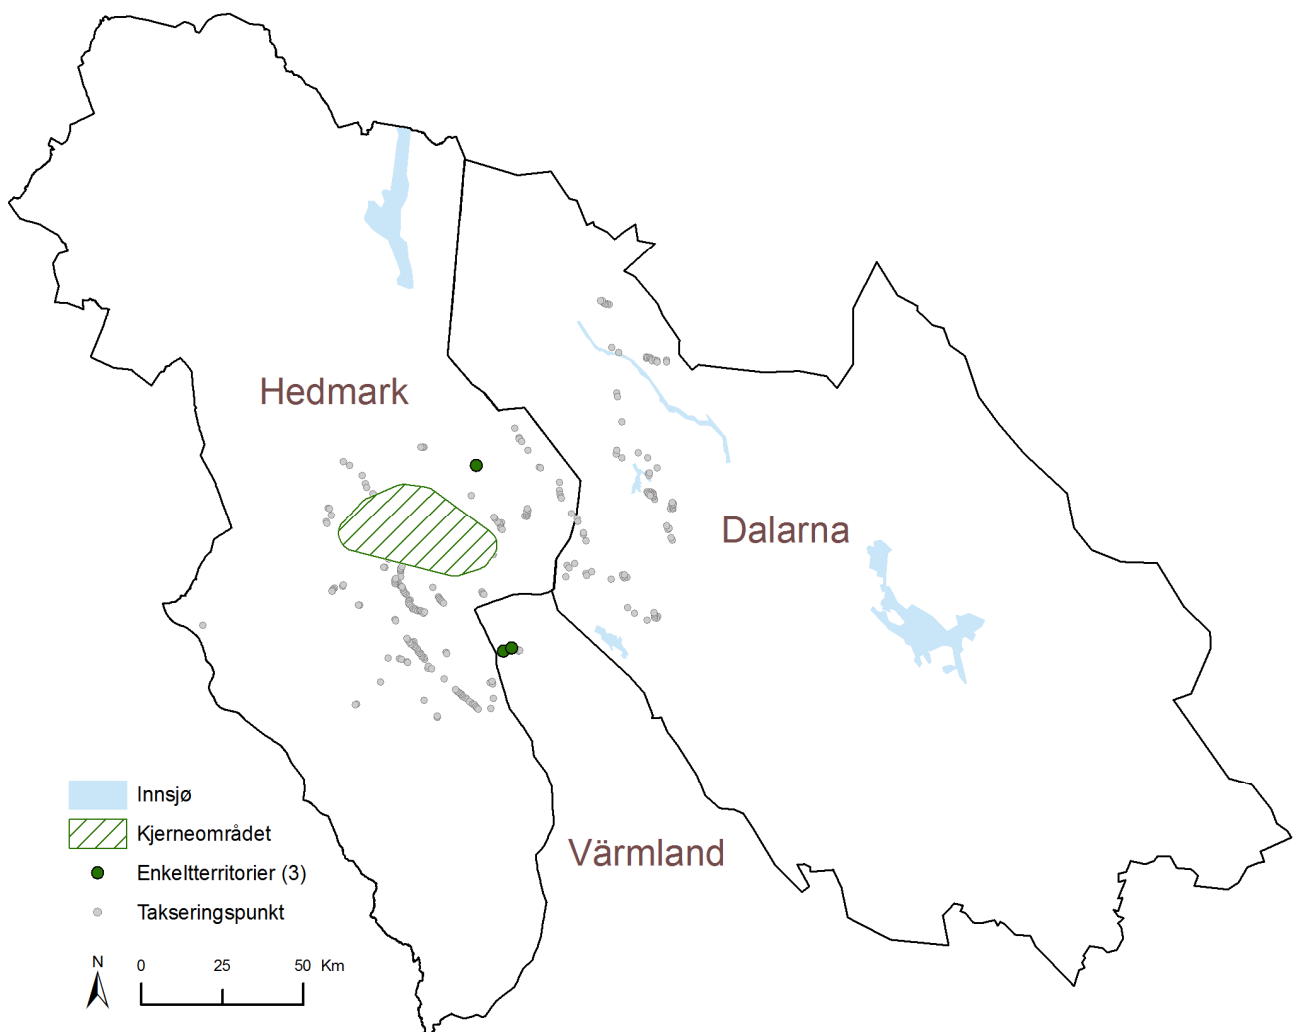 Hedmark
Dalarna
Värmland
Innsjø
Kjerneområdet
Enkeltterritorier (3)
Takseringspunkt
N
0 25 50 Km